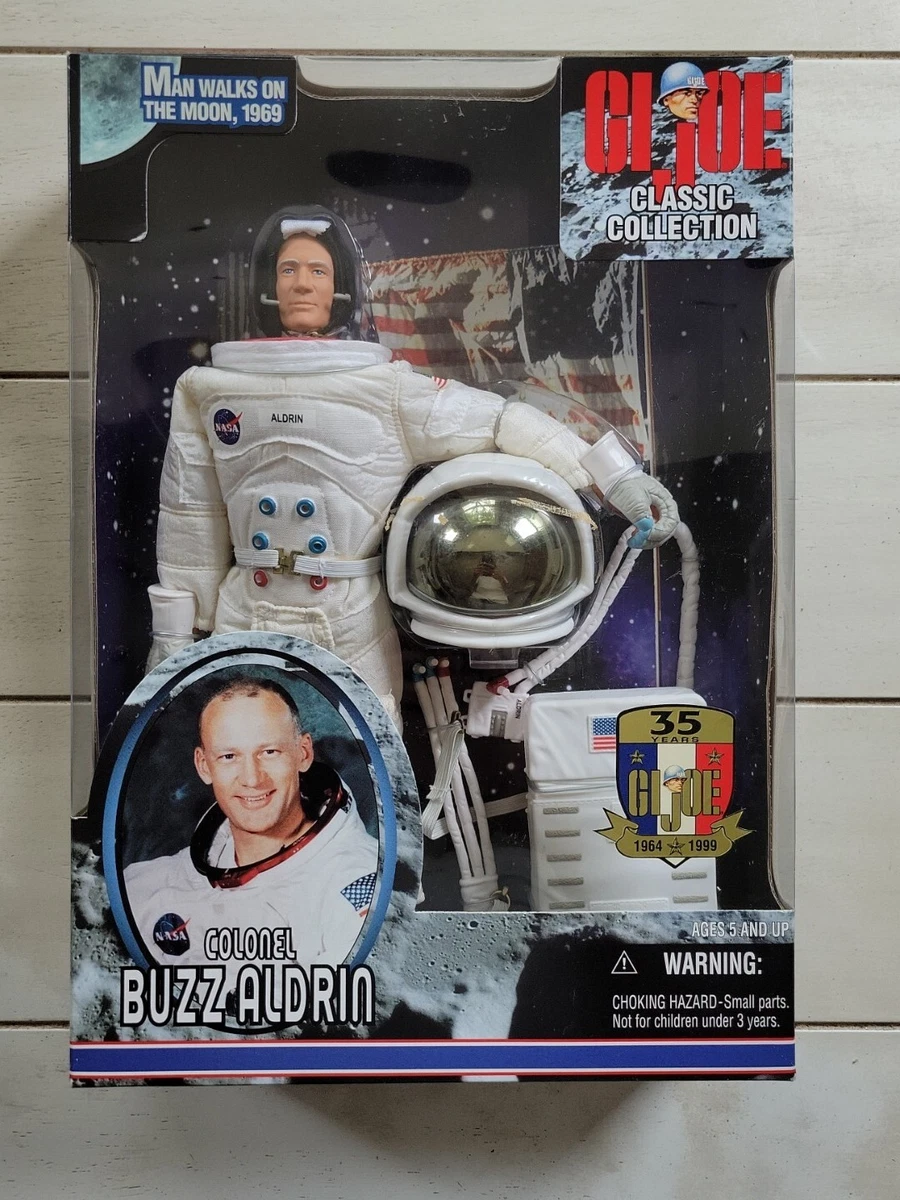 MAN WALKS ON
THE MOON, 1969
GI JOE
CLASSIC
COLLECTION
NASA
ALDRIN
35
YEARS
GI JOE
1964 1999
NASA
COLONEL
BUZZ ALDRIN
AGES 5 AND UP
WARNING:
CHOKING HAZARD-Small parts.
Not for children under 3 years.